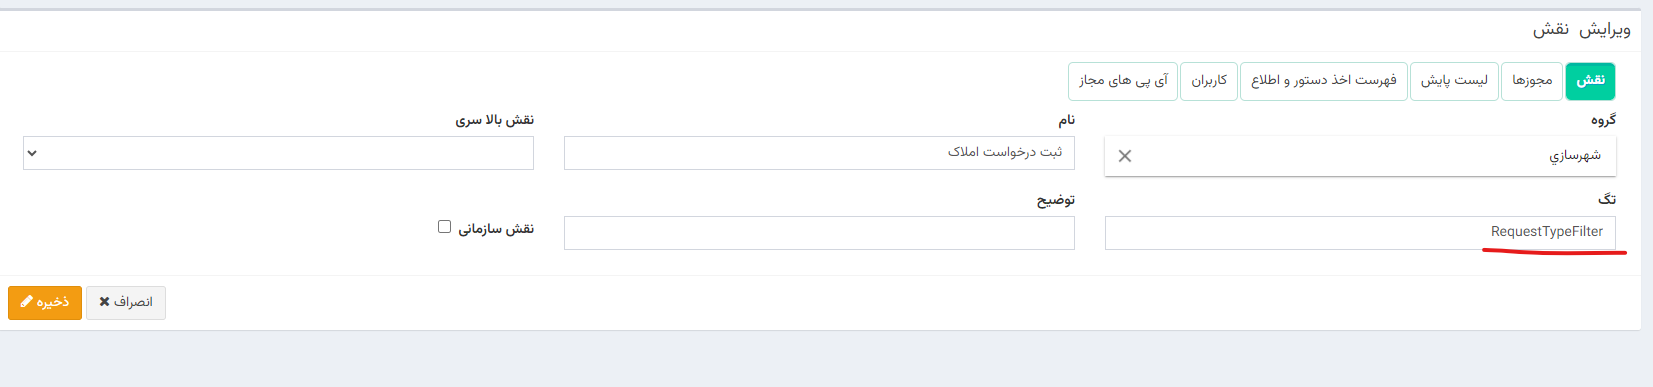 ویرایش نقش
نقش مجوزها لیست پایش فهرست اخذ دستور و اطلاع کاربران آی پی های مجاز
گروه نام نقش بالا سری
شهرسازي ثبت درخواست املاک
تگ توضیح
RequestTypeFilter نقش سازمانی
انصراف ذخیره